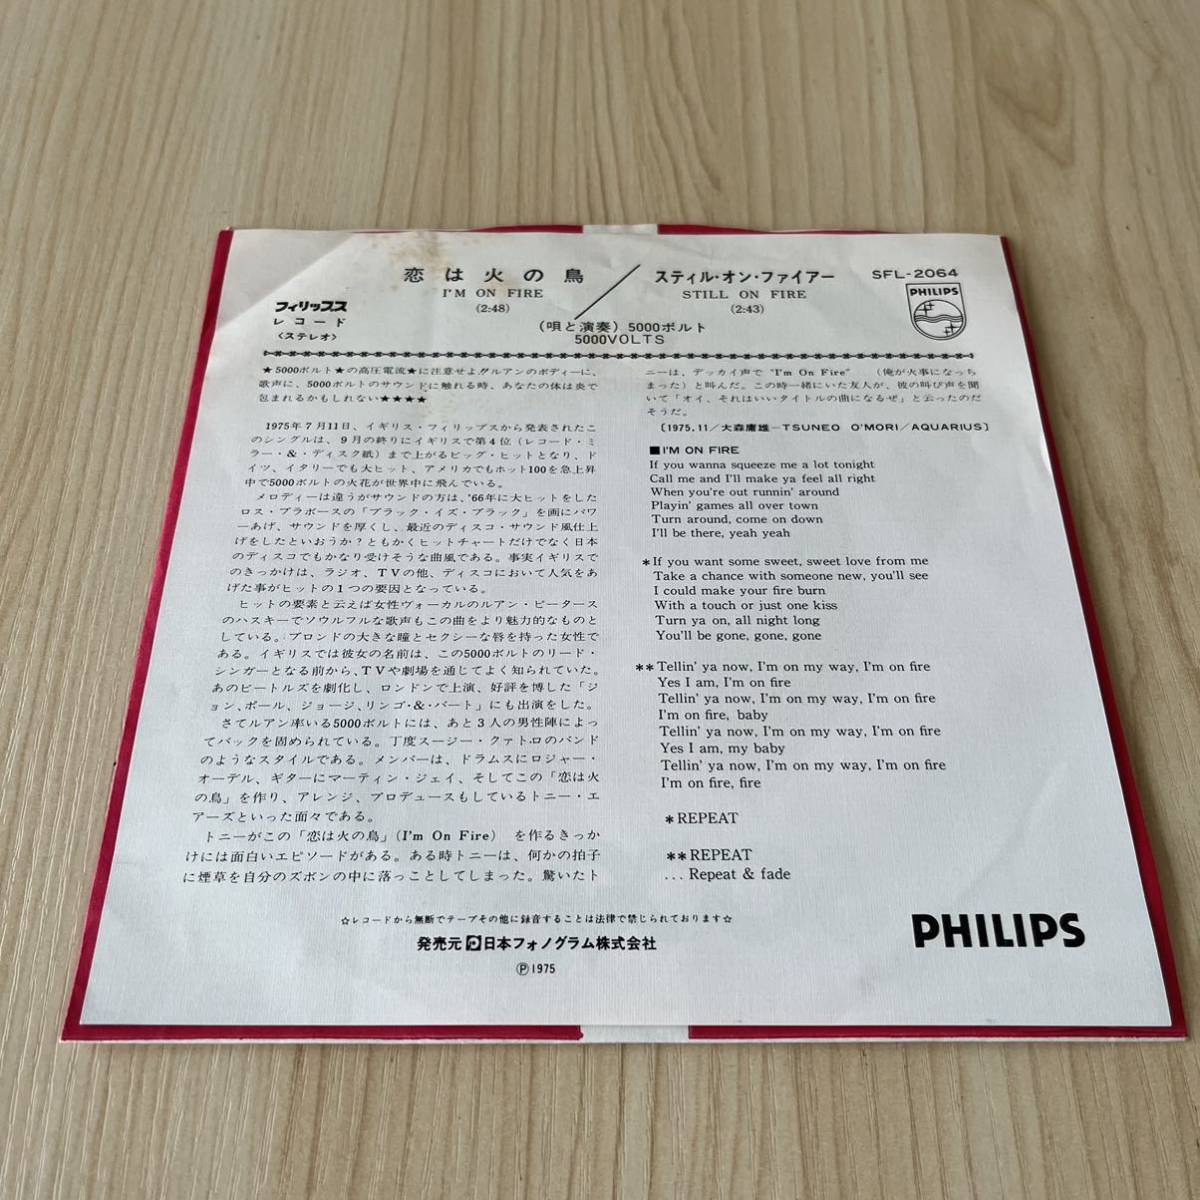 恋は火の鳥
I'M ON FIRE
(2:48)
スティル・オン・ファイアー
STILL ON FIRE
(2:43)
SFL-2064
PHILIPS
フィリップス
レコード
〈ステレオ〉
(唄と演奏) 5000ボルト
5000VOLTS
★5000ボルト★の高圧電流★に注意せよ!ルアンのボディーに、
歌声に、5000ボルトのサウンドに触れる時、あなたの体は炎で
包まれるかもしれない★★★★
1975年7月11日、イギリス・フィリップスから発表されたこ
のシングルは、9月の終りにイギリスで第4位(レコード・ミ
ラー・&・ディスク紙)まで上がるビッグ・ヒットとなり、ド
イツ、イタリーでも大ヒット、アメリカでもホット100を急上昇
中で5000ボルトの火花が世界中に飛んでいる。
メロディーは違うがサウンドの方は、'66年に大ヒットをした
ロス・ブラボースの「ブラック・イズ・ブラック」を画にパワ
ーあげ、サウンドを厚くし、最近のディスコ・サウンド風仕上
げをしたといおうか?ともかくヒットチャートだけでなく日本
のディスコでもかなり受けそうな曲風である。事実イギリスで
のきっかけは、ラジオ、TVの他、ディスコにおいて人気をあ
げた事がヒットの1つの要因となっている。
ヒットの要素と云えば女性ヴォーカルのルアン・ピータース
のハスキーでソウルフルな歌声もこの曲をより魅力的なものと
している。ブロンドの大きな瞳とセクシーな唇を持った女性で
ある。イギリスでは彼女の名前は、この5000ボルトのリード・
シンガーとなる前から、TVや劇場を通じてよく知られていた。
あのビートルズを劇化し、ロンドンで上演、好評を博した「ジ
ョン、ポール、ジョージ、リンゴ・&・バート」にも出演をした。
さてルアン率いる5000ボルトには、あと3人の男性陣によっ
てバックを固められている。丁度スージー・クァトロのバンド
のようなスタイルである。メンバーは、ドラムスにロジャー・
オーデル、ギターにマーティン・ジェイ、そしてこの「恋は火
の鳥」を作り、アレンジ、プロデュースもしているトニー・エ
アーズといった面々である。
トニーがこの「恋は火の鳥」(I'm On Fire) を作るきっか
けには面白いエピソードがある。ある時トニーは、何かの拍子
に煙草を自分のズボンの中に落っことしてしまった。驚いたト
ニーは、デッカイ声で "I'm On Fire" (俺が火事になっち
まった)と叫んだ。この時一緒にいた友人が、彼の叫び声を聞
いて「オイ、それはいいタイトルの曲になるぜ」と云ったのだ
そうだ。
〔1975.11/大森庸雄-TSUNEO O'MORI/AQUARIUS〕
■I'M ON FIRE
If you wanna squeeze me a lot tonight
Call me and I'll make ya feel all right
When you're out runnin' around
Playin' games all over town
Turn around, come on down
I'll be there, yeah yeah
*If you want some sweet, sweet love from me
Take a chance with someone new, you'll see
I could make your fire burn
With a touch or just one kiss
Turn ya on, all night long
You'll be gone, gone, gone
**Tellin' ya now, I'm on my way, I'm on fire
Yes I am, I'm on fire
Tellin' ya now, I'm on my way, I'm on fire
I'm on fire, baby
Tellin' ya now, I'm on my way, I'm on fire
Yes I am, my baby
Tellin' ya now, I'm on my way, I'm on fire
I'm on fire, fire
*REPEAT
**REPEAT
... Repeat & fade
☆レコードから無断でテープその他に録音することは法律で禁じられております☆
発売元 日本フォノグラム株式会社
Ⓟ1975
PHILIPS